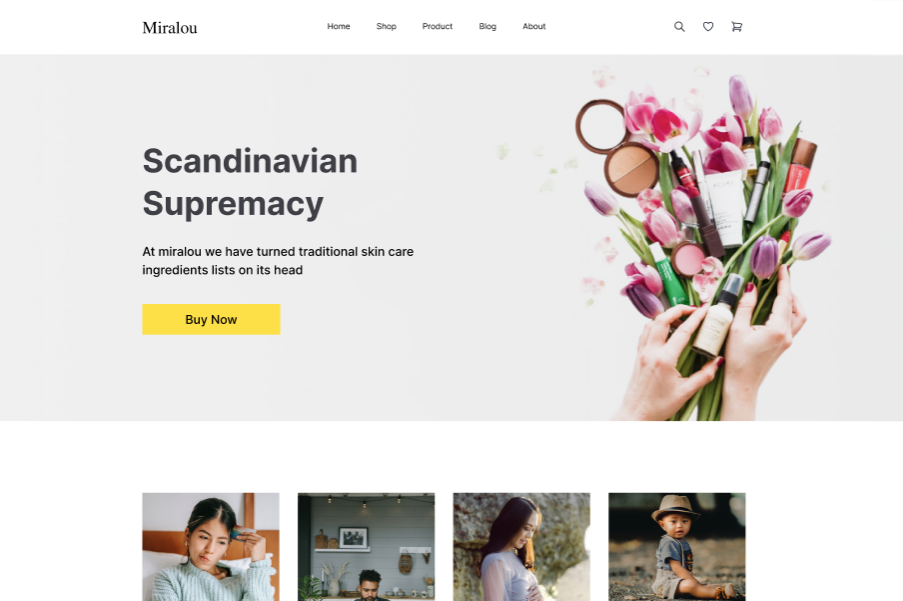 Miralou
Home
Shop
Product
Blog
About
Scandinavian
Supremacy
At miralou we have turned traditional skin care
ingredients lists on its head
Buy Now